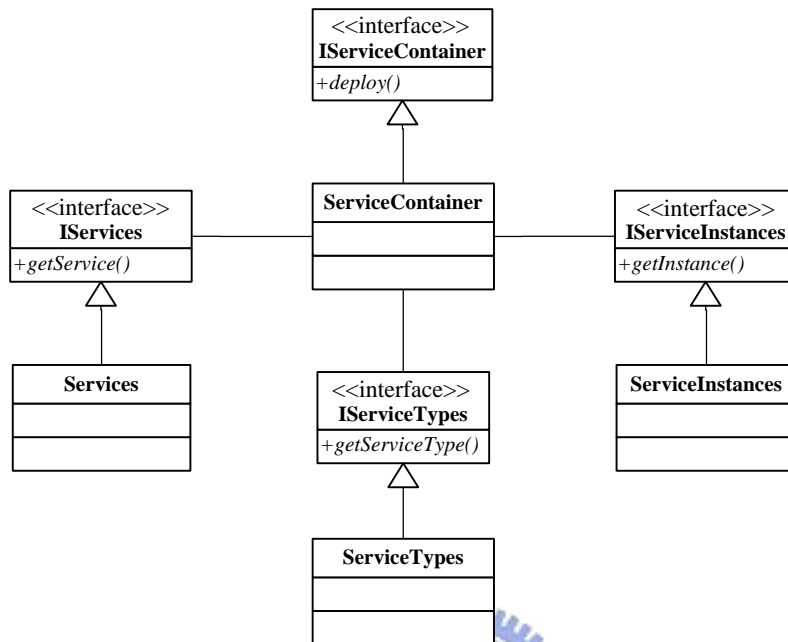 <<interface>>
IServiceContainer
+deploy()
ServiceContainer
<<interface>>
IServices
+getService()
<<interface>>
IServiceInstances
+getInstance()
Services
<<interface>>
IServiceTypes
+getServiceType()
ServiceInstances
ServiceTypes